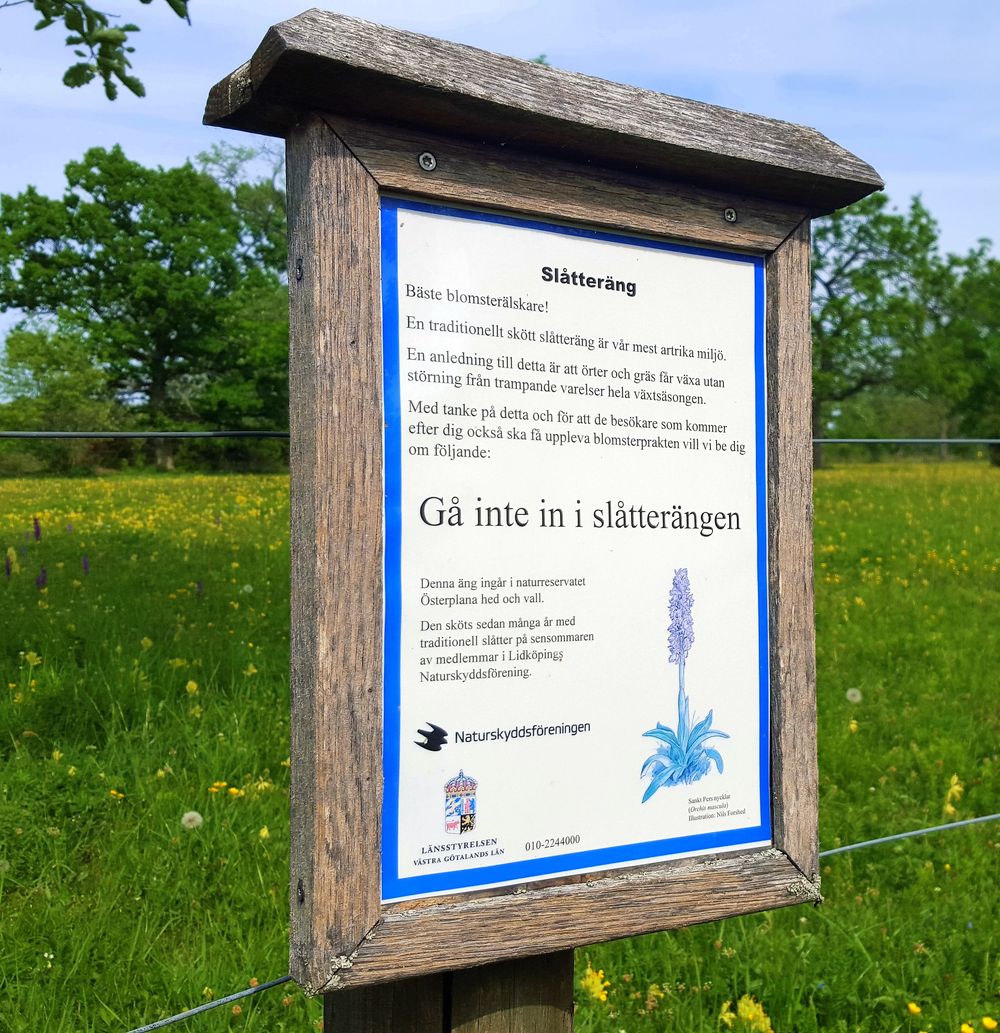 Slåtteräng
Bäste blomsterälskare!
En traditionellt skött slåtteräng är vår mest artrika miljö.
En anledning till detta är att örter och gräs får växa utan
störning från trampande varelser hela växtsäsongen.
Med tanke på detta och för att de besökare som kommer
efter dig också ska få uppleva blomsterprakten vill vi be dig
om följande:
Gå inte in i slåtterängen
Denna äng ingår i naturreservatet
Österplana hed och vall.
Den sköts sedan många år med
traditionell slåtter på sensommaren
av medlemmar i Lidköpings
Naturskyddsförening.
Naturskyddsföreningen
LÄNSSTYRELSEN
VÄSTRA GÖTALANDS LÄN
010-2244000
Sankt Pers nycklar
(Orchis mascula)
Illustration: Nils Forshed